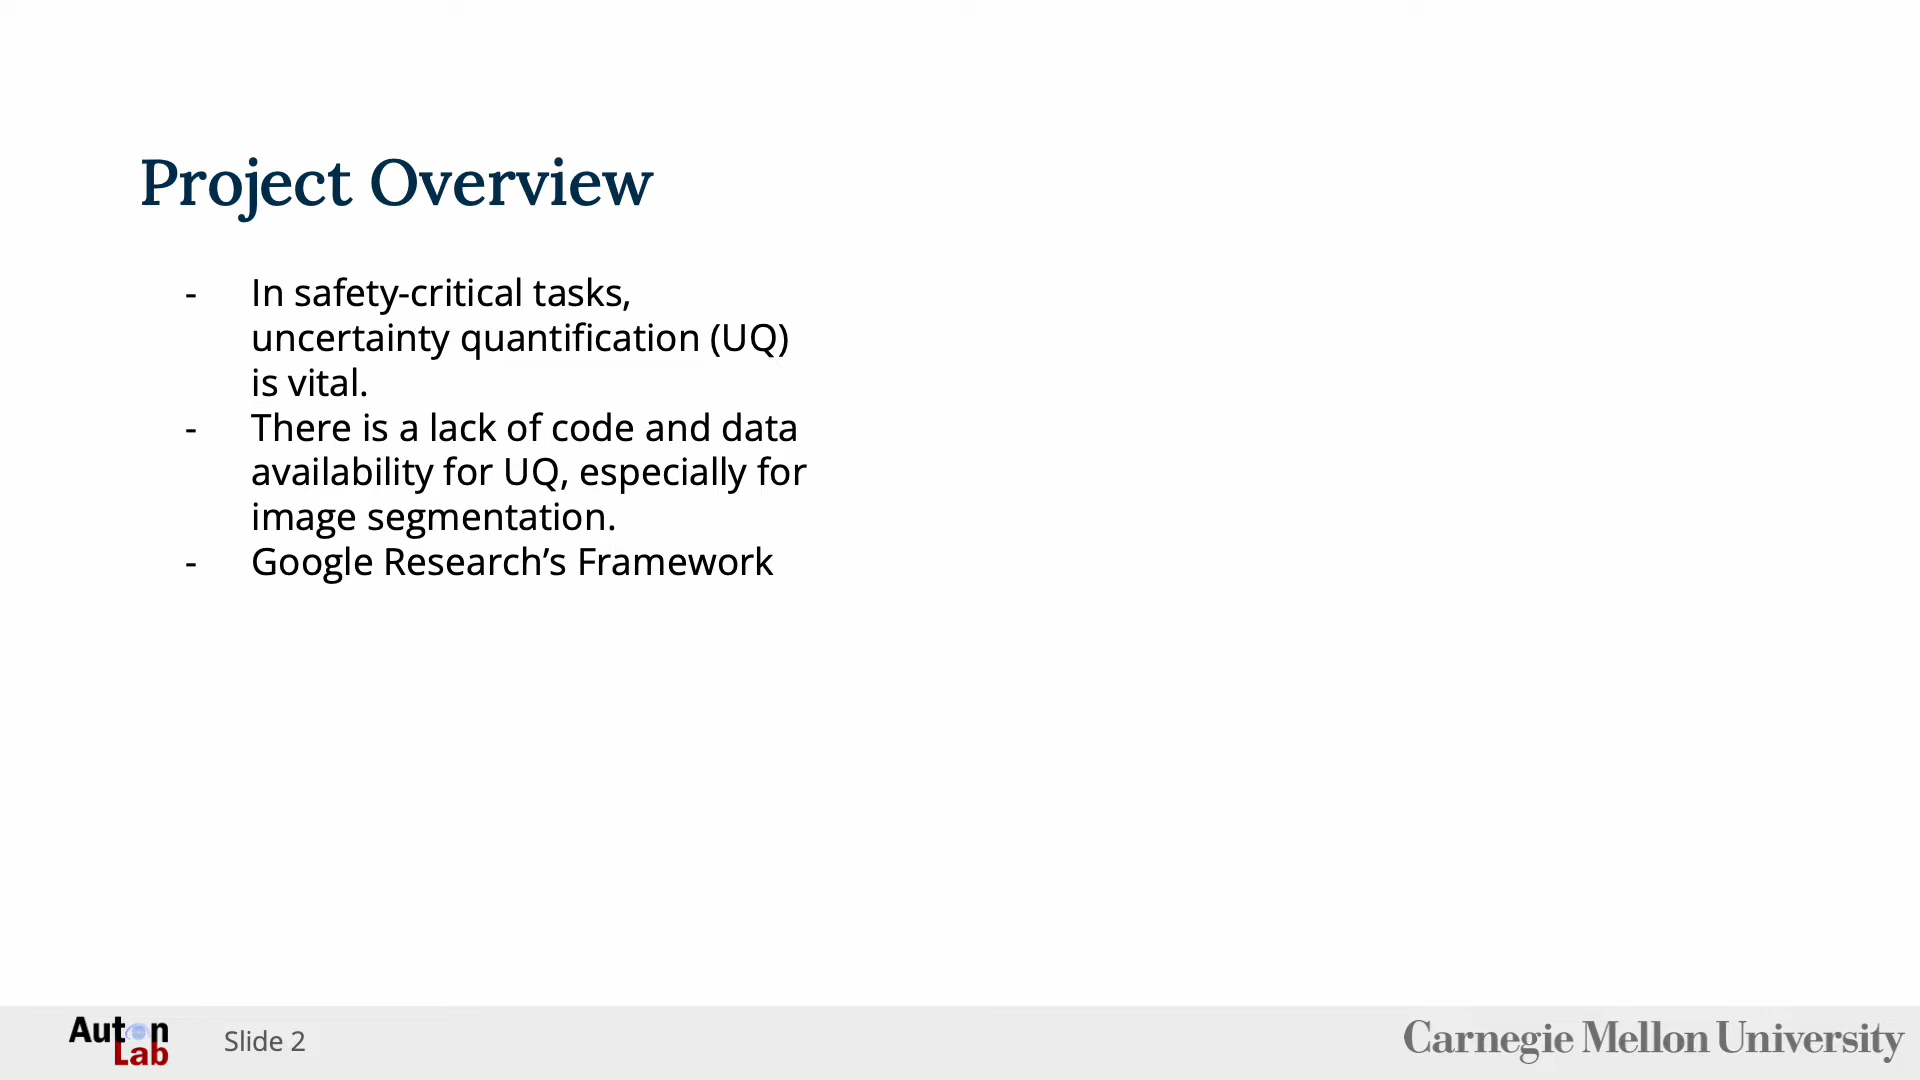 Project Overview
- In safety-critical tasks,
uncertainty quantification (UQ)
is vital.
- There is a lack of code and data
availability for UQ, especially for
image segmentation.
- Google Research’s Framework
Auton
Lab
Slide 2
Carnegie Mellon University